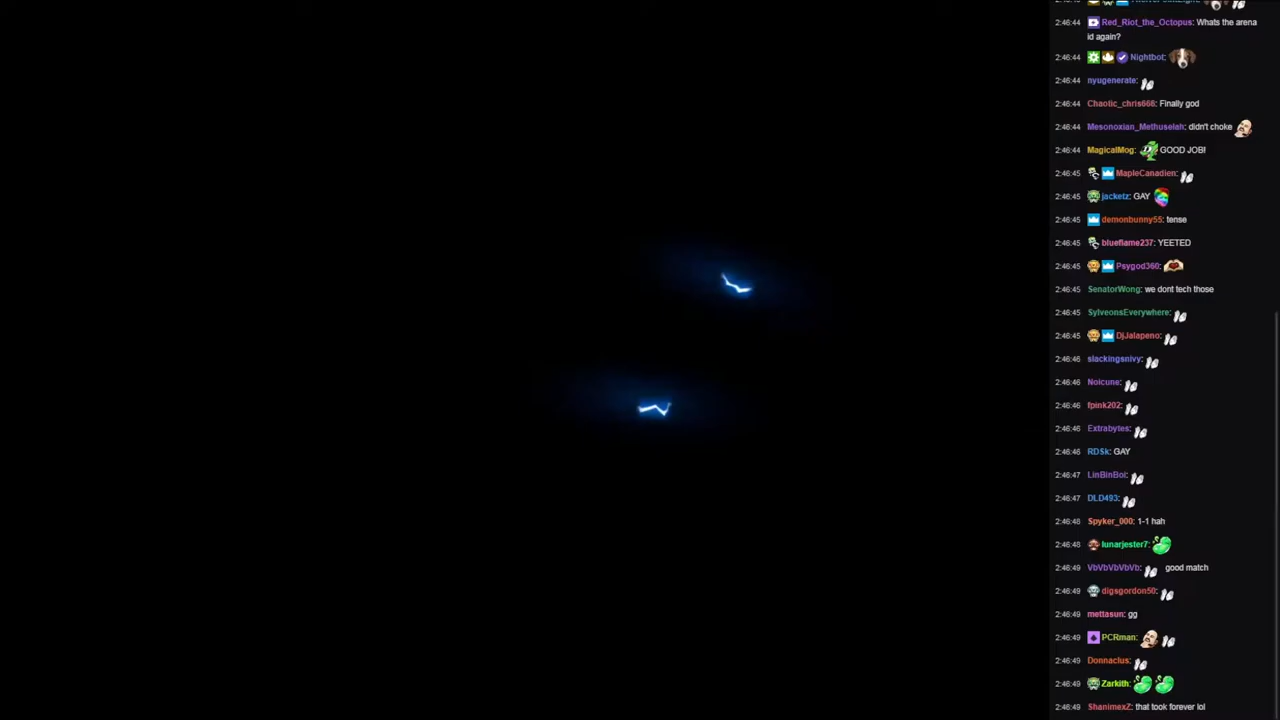 2:46:44 Red_Riot_the_Octopus: Whats the arena
id again?
2:46:44 Nightbot:
2:46:44 nyugenerate:
2:46:44 Chaotic_chris666: Finally god
2:46:44 Mesonoxian_Methuselah: didn't choke
2:46:44 MagicalMog: GOOD JOB!
2:46:45 MapleCanadien:
2:46:45 jacketz: GAY
2:46:45 demonbunny55: tense
2:46:45 blueflame237: YEETED
2:46:45 Psygod360:
2:46:45 SenatorWong: we dont tech those
2:46:45 SylveonsEverywhere:
2:46:45 DjJalapeno:
2:46:46 slackingsnivy:
2:46:46 Noicune:
2:46:46 fpink202:
2:46:46 Extrabytes:
2:46:46 RDSk: GAY
2:46:47 LinBinBoi:
2:46:47 DLD493:
2:46:48 Spyker_000: 1-1 hah
2:46:48 lunarjester7:
2:46:49 VbVbVbVbVb: good match
2:46:49 digsgordon50:
2:46:49 mettasun: gg
2:46:49 PCRman:
2:46:49 Donnaclus:
2:46:49 Zarkith:
2:46:49 ShanimexZ: that took forever lol